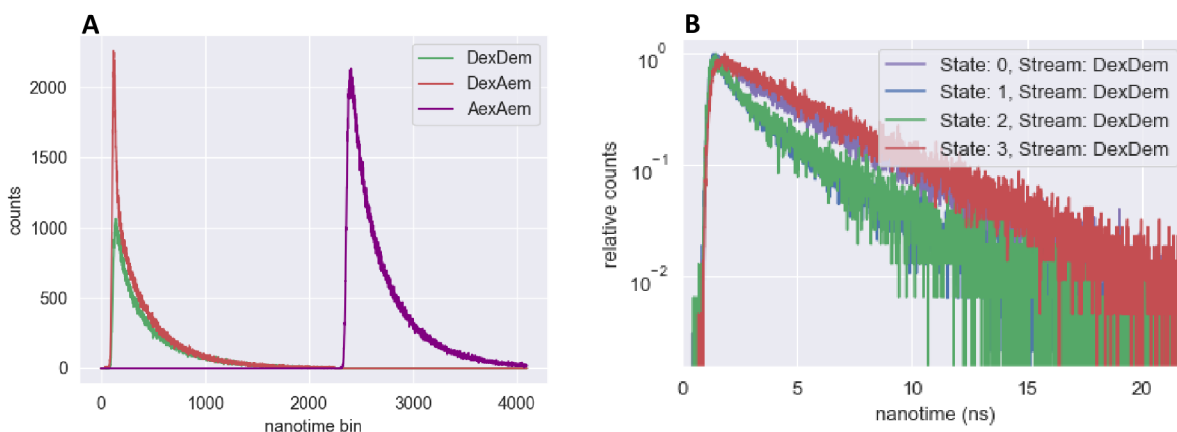 A
DexDem
DexAem
AexAem
2000
1500
1000
500
0
counts
0
1000
2000
3000
4000
nanotime bin
B
State: 0, Stream: DexDem
State: 1, Stream: DexDem
State: 2, Stream: DexDem
State: 3, Stream: DexDem
10^0
10^-1
10^-2
relative counts
0
5
10
15
20
nanotime (ns)